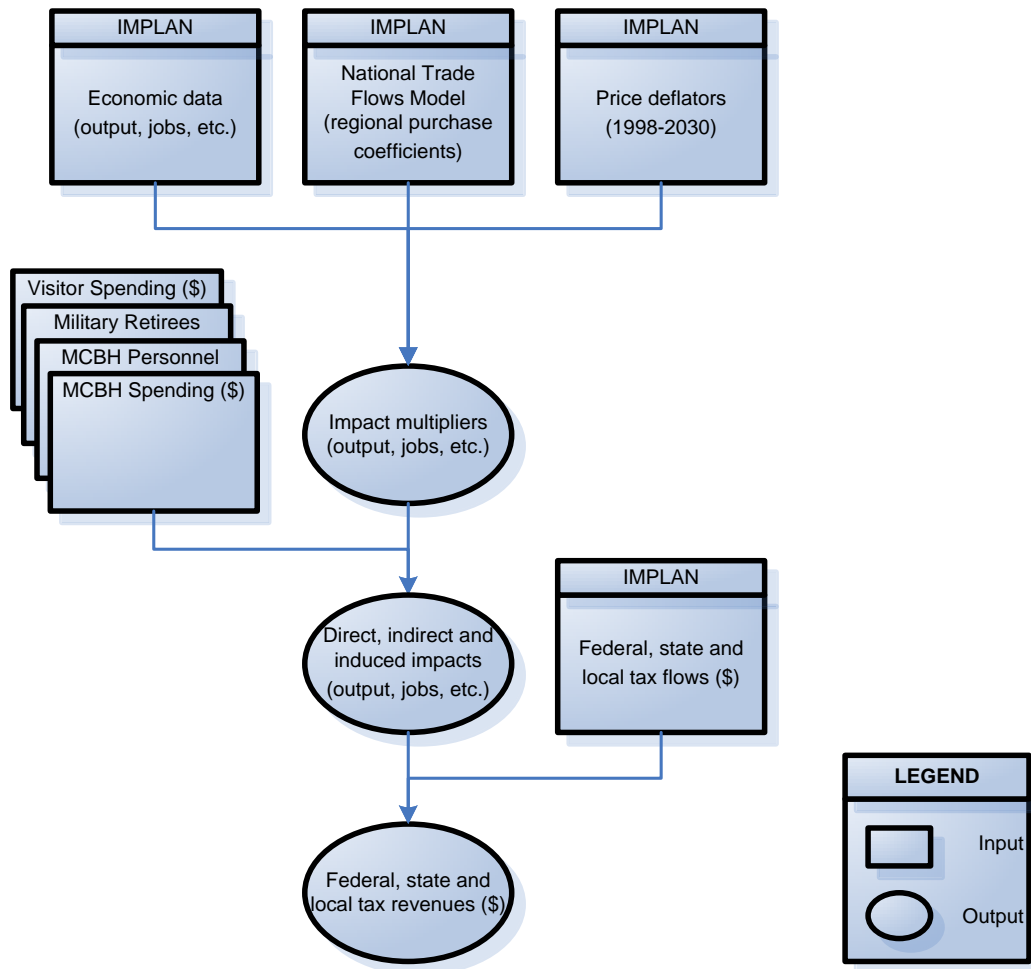 IMPLAN
Economic data
(output, jobs, etc.)
IMPLAN
National Trade
Flows Model
(regional purchase
coefficients)
IMPLAN
Price deflators
(1998-2030)
Visitor Spending ($)
Military Retirees
MCBH Personnel
MCBH Spending ($)
Impact multipliers
(output, jobs, etc.)
Direct, indirect and
induced impacts
(output, jobs, etc.)
IMPLAN
Federal, state and
local tax flows ($)
Federal, state and
local tax revenues ($)
LEGEND
Input
Output